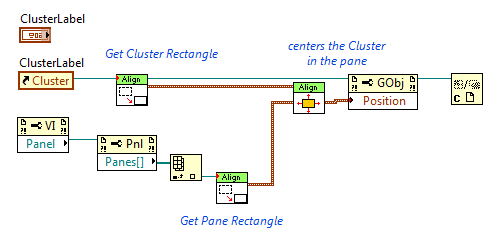 ClusterLabel
ClusterLabel
Get Cluster Rectangle
centers the Cluster
in the pane
Cluster
Align
Align
GObj
Position
?!
?!
C
VI
Panel
Pnl
Panes[]
Align
Get Pane Rectangle